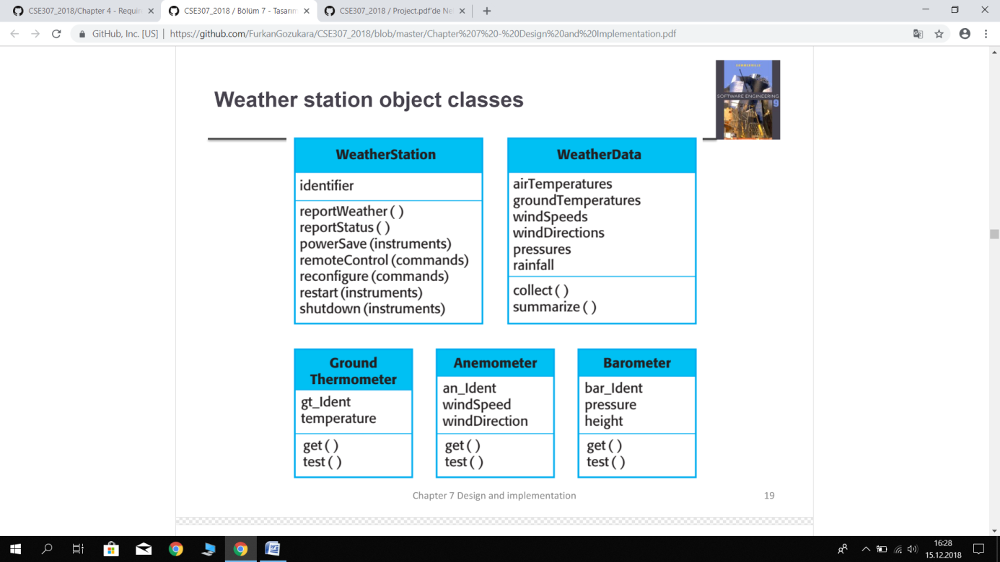 CSE307_2018/Chapter 4 - Requin
CSE307_2018 / Bölüm 7 - Tasarım
CSE307_2018 / Project.pdf'de Ne
GitHub, Inc. [US] | https://github.com/FurkanGozukara/CSE307_2018/blob/master/Chapter%207%20-%20Design%20and%20Implementation.pdf
Weather station object classes
SOMMERVILLE
SOFTWARE ENGINEERING
9
WeatherStation
identifier
reportWeather ( )
reportStatus ( )
powerSave (instruments)
remoteControl (commands)
reconfigure (commands)
restart (instruments)
shutdown (instruments)
WeatherData
airTemperatures
groundTemperatures
windSpeeds
windDirections
pressures
rainfall
collect ( )
summarize ( )
Ground
Thermometer
gt_Ident
temperature
get ( )
test ( )
Anemometer
an_Ident
windSpeed
windDirection
get ( )
test ( )
Barometer
bar_Ident
pressure
height
get ( )
test ( )
Chapter 7 Design and implementation
19
16:28
15.12.2018